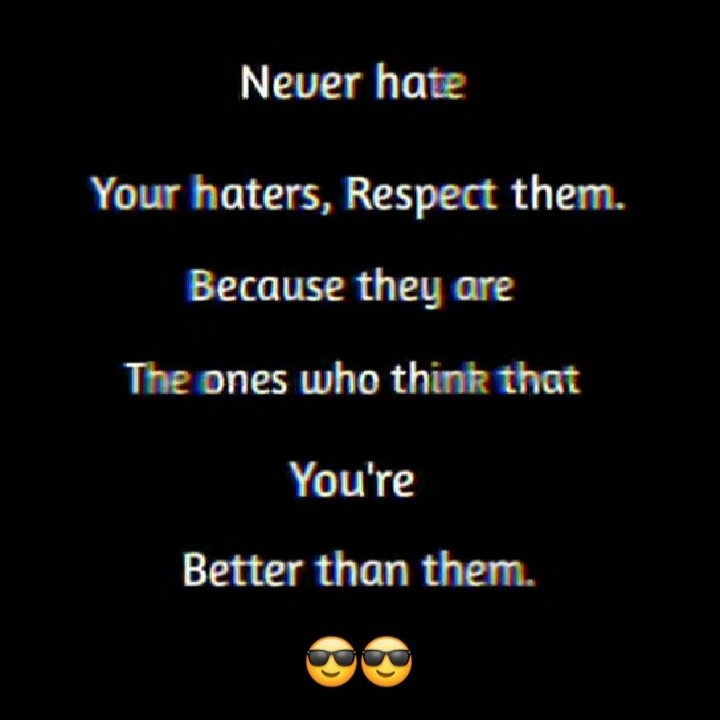 Never hate
Your haters, Respect them.
Because they are
The ones who think that
You're
Better than them.
😎😎